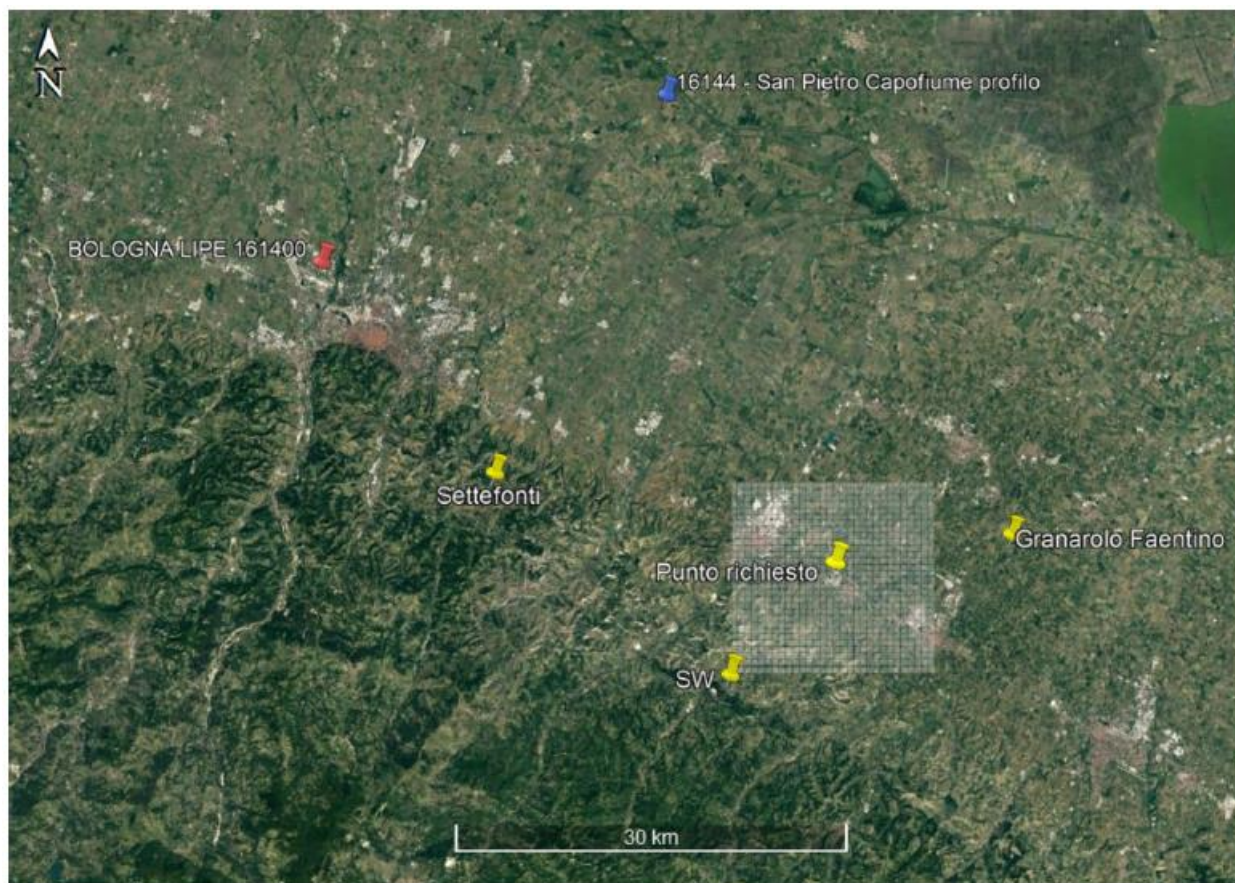 N
16144 - San Pietro Capofiume profilo
BOLOGNA LIPE 161400
Settefonti
Granarolo Faentino
Punto richiesto
SW
30 km